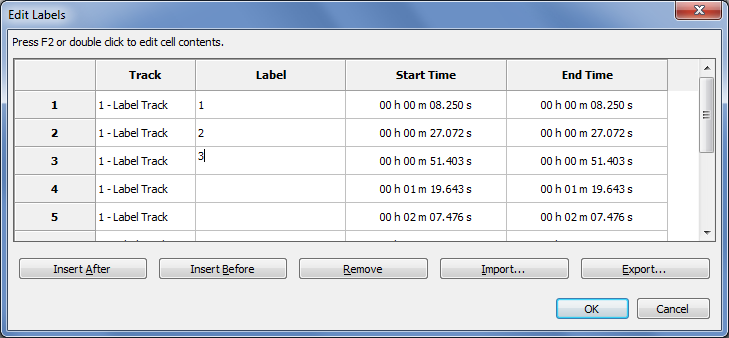 Edit Labels
Press F2 or double click to edit cell contents.
Track Label Start Time End Time
1 1 - Label Track 1 00 h 00 m 08.250 s 00 h 00 m 08.250 s
2 1 - Label Track 2 00 h 00 m 27.072 s 00 h 00 m 27.072 s
3 1 - Label Track 3 00 h 00 m 51.403 s 00 h 00 m 51.403 s
4 1 - Label Track 00 h 01 m 19.643 s 00 h 01 m 19.643 s
5 1 - Label Track 00 h 02 m 07.476 s 00 h 02 m 07.476 s
Insert After Insert Before Remove Import... Export...
OK Cancel